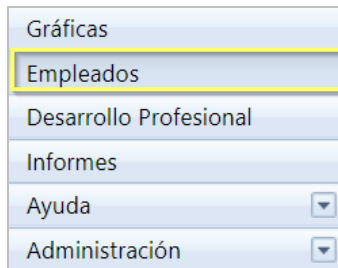 Gráficas
Empleados
Desarrollo Profesional
Informes
Ayuda
Administración